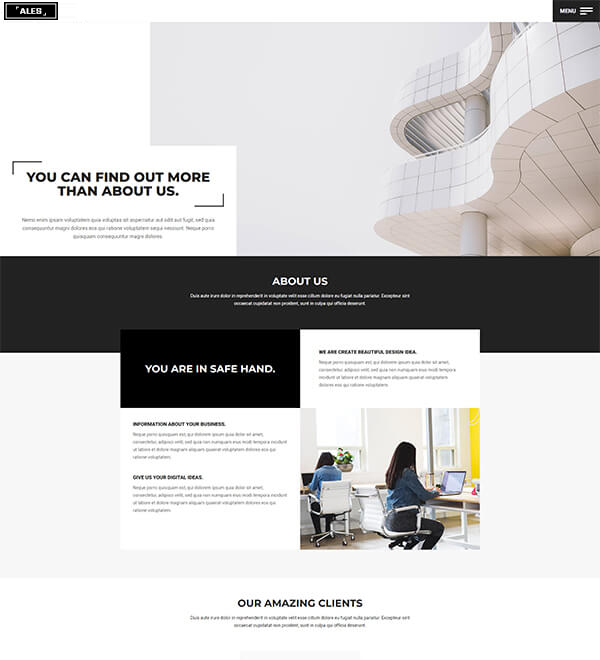 ALEB
MENU
YOU CAN FIND OUT MORE
THAN ABOUT US.
Nemo enim ipsam voluptatem quia voluptas sit aspernatur aut odit aut fugit, sed quia
consequuntur magni dolores eos qui ratione voluptatem sequi nesciunt. Neque porro
quisquam consequuntur magni dolores.
ABOUT US
Duis aute irure dolor in reprehenderit in voluptate velit esse cillum dolore eu fugiat nulla pariatur. Excepteur sint
occaecat cupidatat non proident, sunt in culpa qui officia deserunt.
YOU ARE IN SAFE HAND.
WE ARE CREATE BEAUTIFUL DESIGN IDEA.
Neque porro quisquam est, qui dolorem ipsum quia dolor sit amet,
consectetur, adipisci velit, sed quia non numquam eius modi tempora incidunt
ut labore et dolore magnam aliquam quaerat voluptatem ipsum quia
dolores eos qui ratione voluptatem.
INFORMATION ABOUT YOUR BUSINESS.
Neque porro quisquam est, qui dolorem ipsum quia dolor sit amet,
consectetur, adipisci velit, sed quia non numquam eius modi tempora incidunt
ut labore et dolore magnam aliquam quaerat voluptatem dolores eos qui
ratione voluptatem.
GIVE US YOUR DIGITAL IDEAS.
Neque porro quisquam est, qui dolorem ipsum quia dolor sit amet,
consectetur, adipisci velit, sed quia non numquam eius modi tempora incidunt
ut labore et dolore magnam aliquam quaerat voluptatem dolores eos qui
ratione voluptatem.
OUR AMAZING CLIENTS
Duis aute irure dolor in reprehenderit in voluptate velit esse cillum dolore eu fugiat nulla pariatur. Excepteur sint
occaecat cupidatat non proident, sunt in culpa qui officia deserunt.